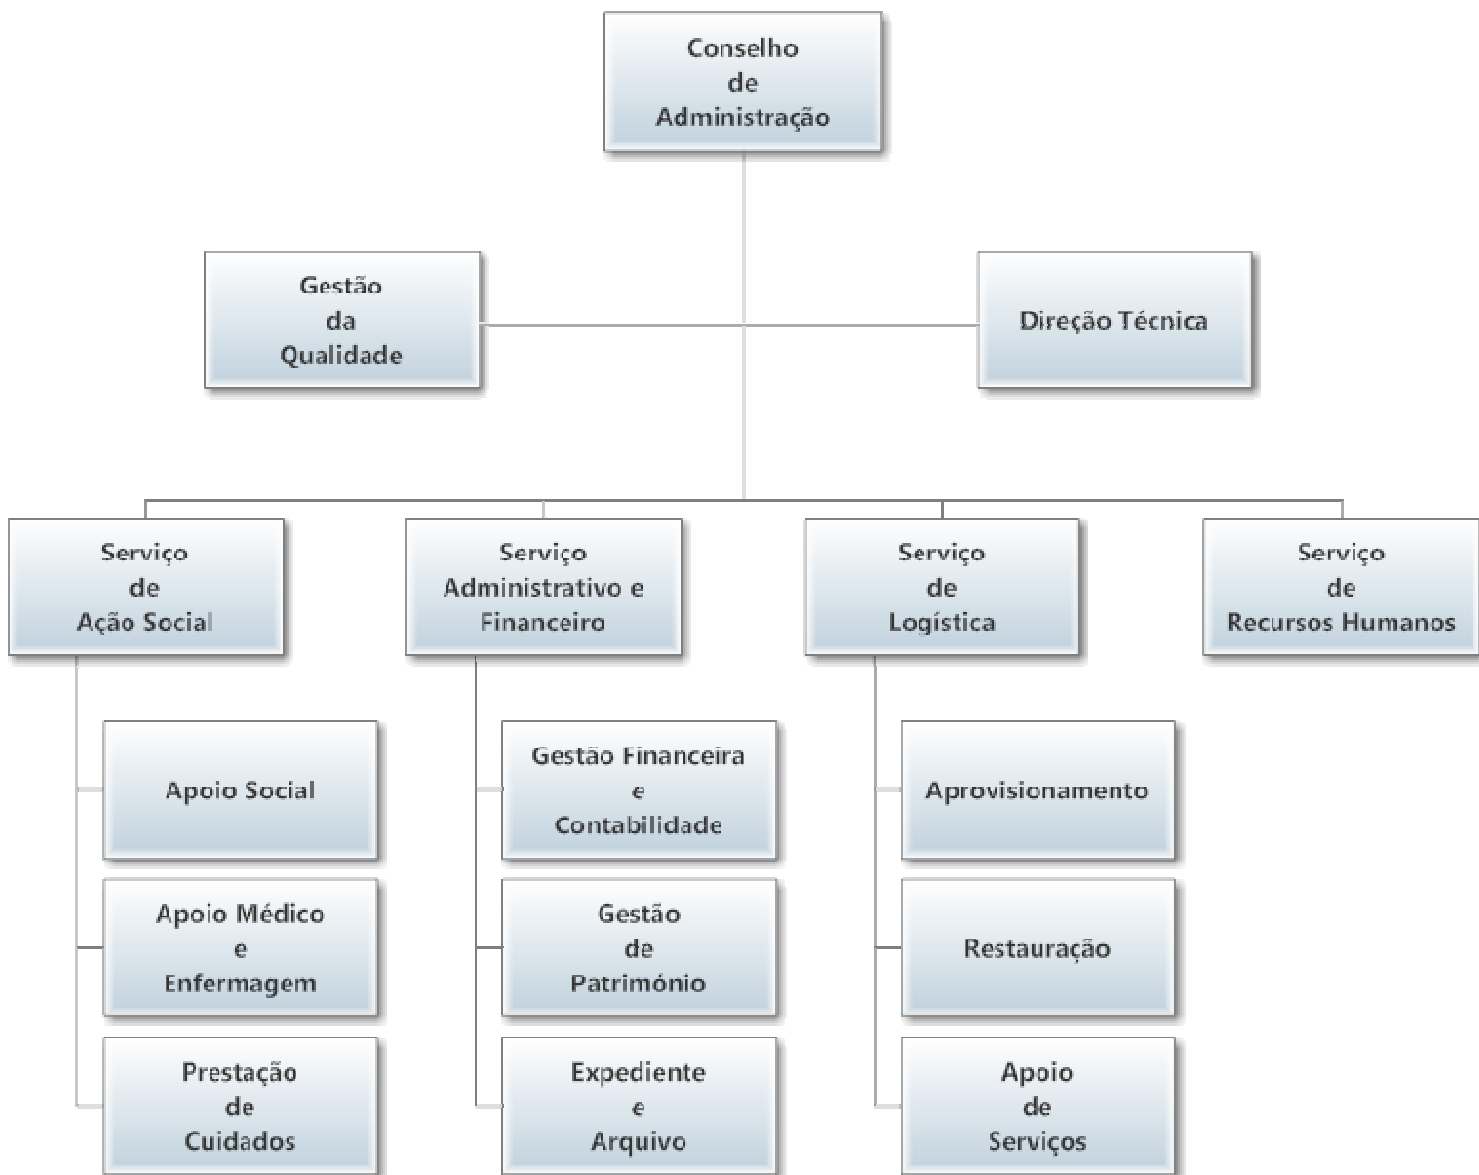 Conselho
de
Administração
Gestão
da
Qualidade
Direção Técnica
Serviço
de
Ação Social
Serviço
Administrativo e
Financeiro
Serviço
de
Logística
Serviço
de
Recursos Humanos
Apoio Social
Apoio Médico
e
Enfermagem
Prestação
de
Cuidados
Gestão Financeira
e
Contabilidade
Gestão
de
Património
Expediente
e
Arquivo
Aprovisionamento
Restauração
Apoio
de
Serviços